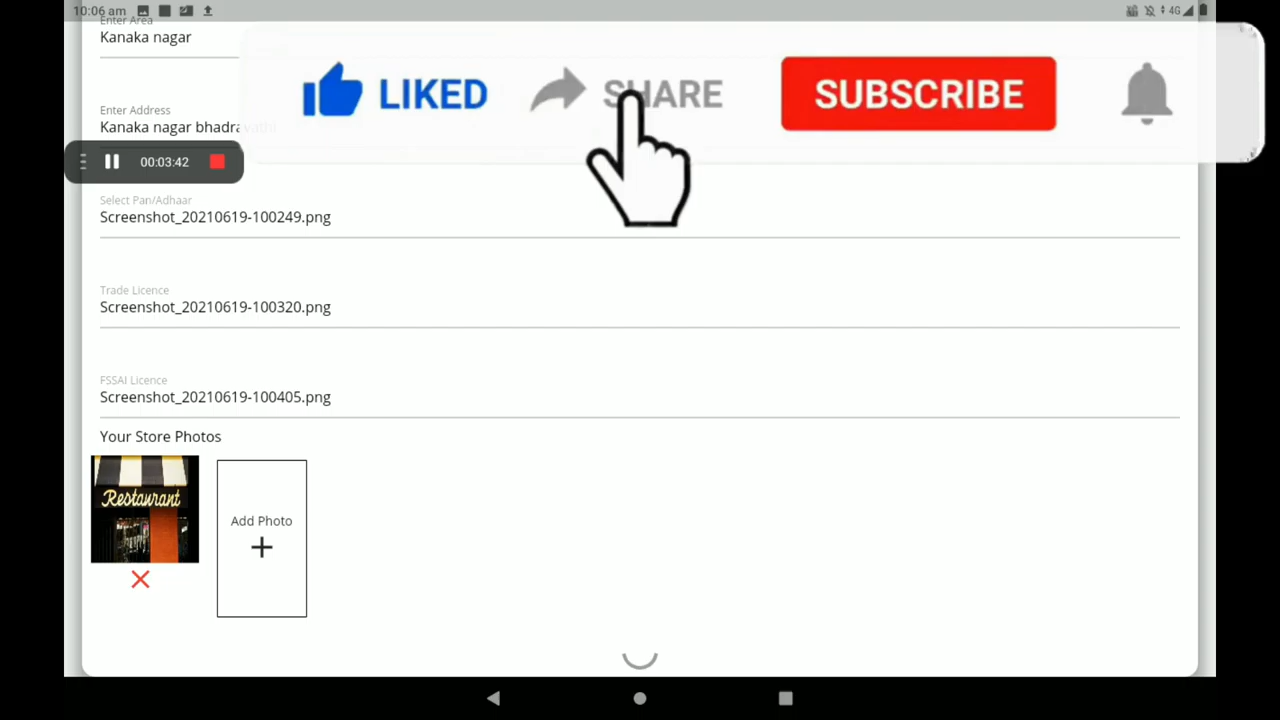 10:06 am
4G
Enter Area
Kanaka nagar
LIKED
SHARE
SUBSCRIBE
Enter Address
Kanaka nagar bhadravathi
00:03:42
Select Pan/Adhaar
Screenshot_20210619-100249.png
Trade Licence
Screenshot_20210619-100320.png
FSSAI Licence
Screenshot_20210619-100405.png
Your Store Photos
Restaurant
Add Photo